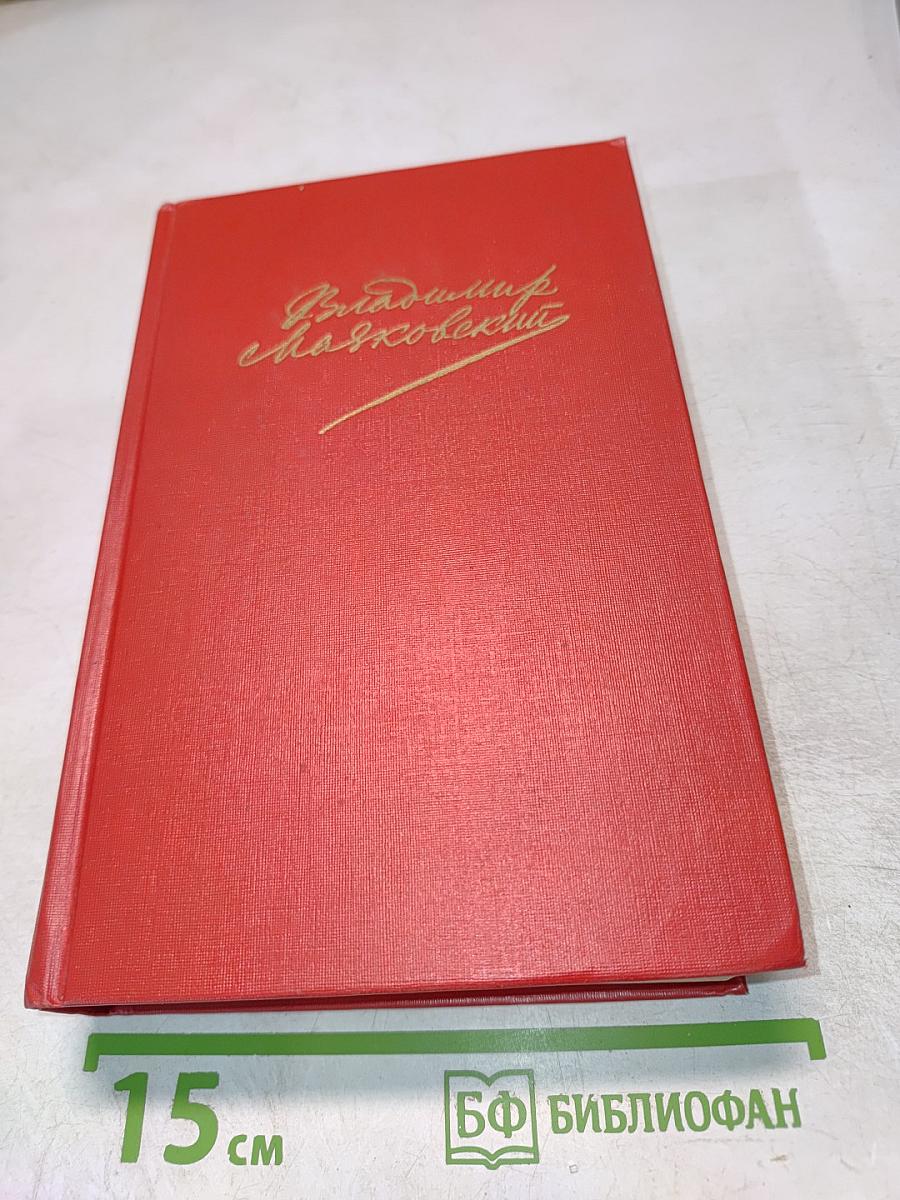 Владимир
Маяковский
15 см
БФ БИБЛИОФАН